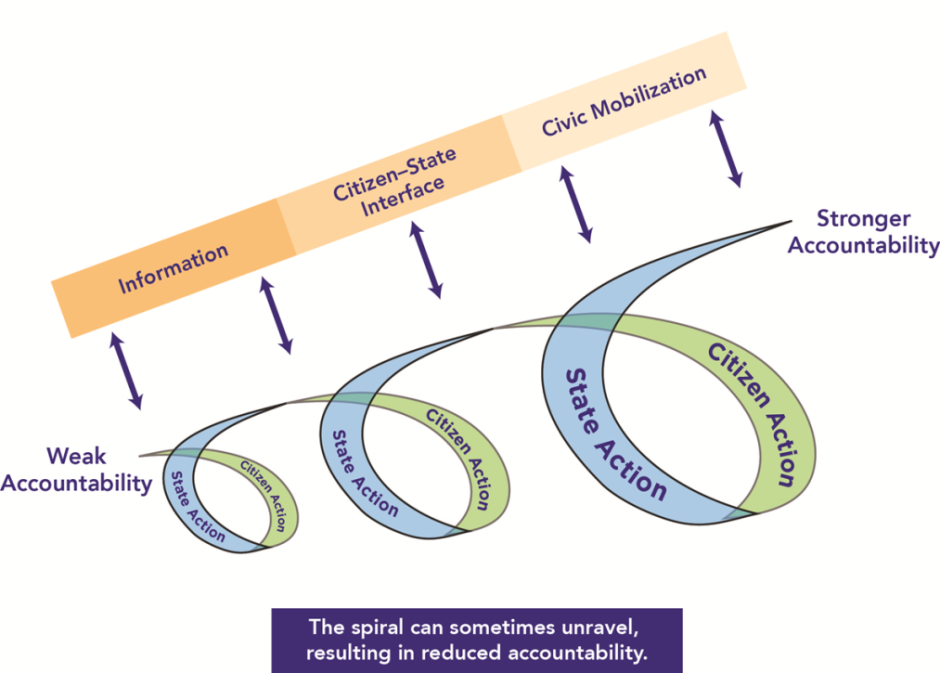 Civic Mobilization
Citizen–State
Interface
Information
Stronger
Accountability
Weak
Accountability
State Action
Citizen Action
State Action
Citizen Action
State Action
Citizen Action
The spiral can sometimes unravel,
resulting in reduced accountability.